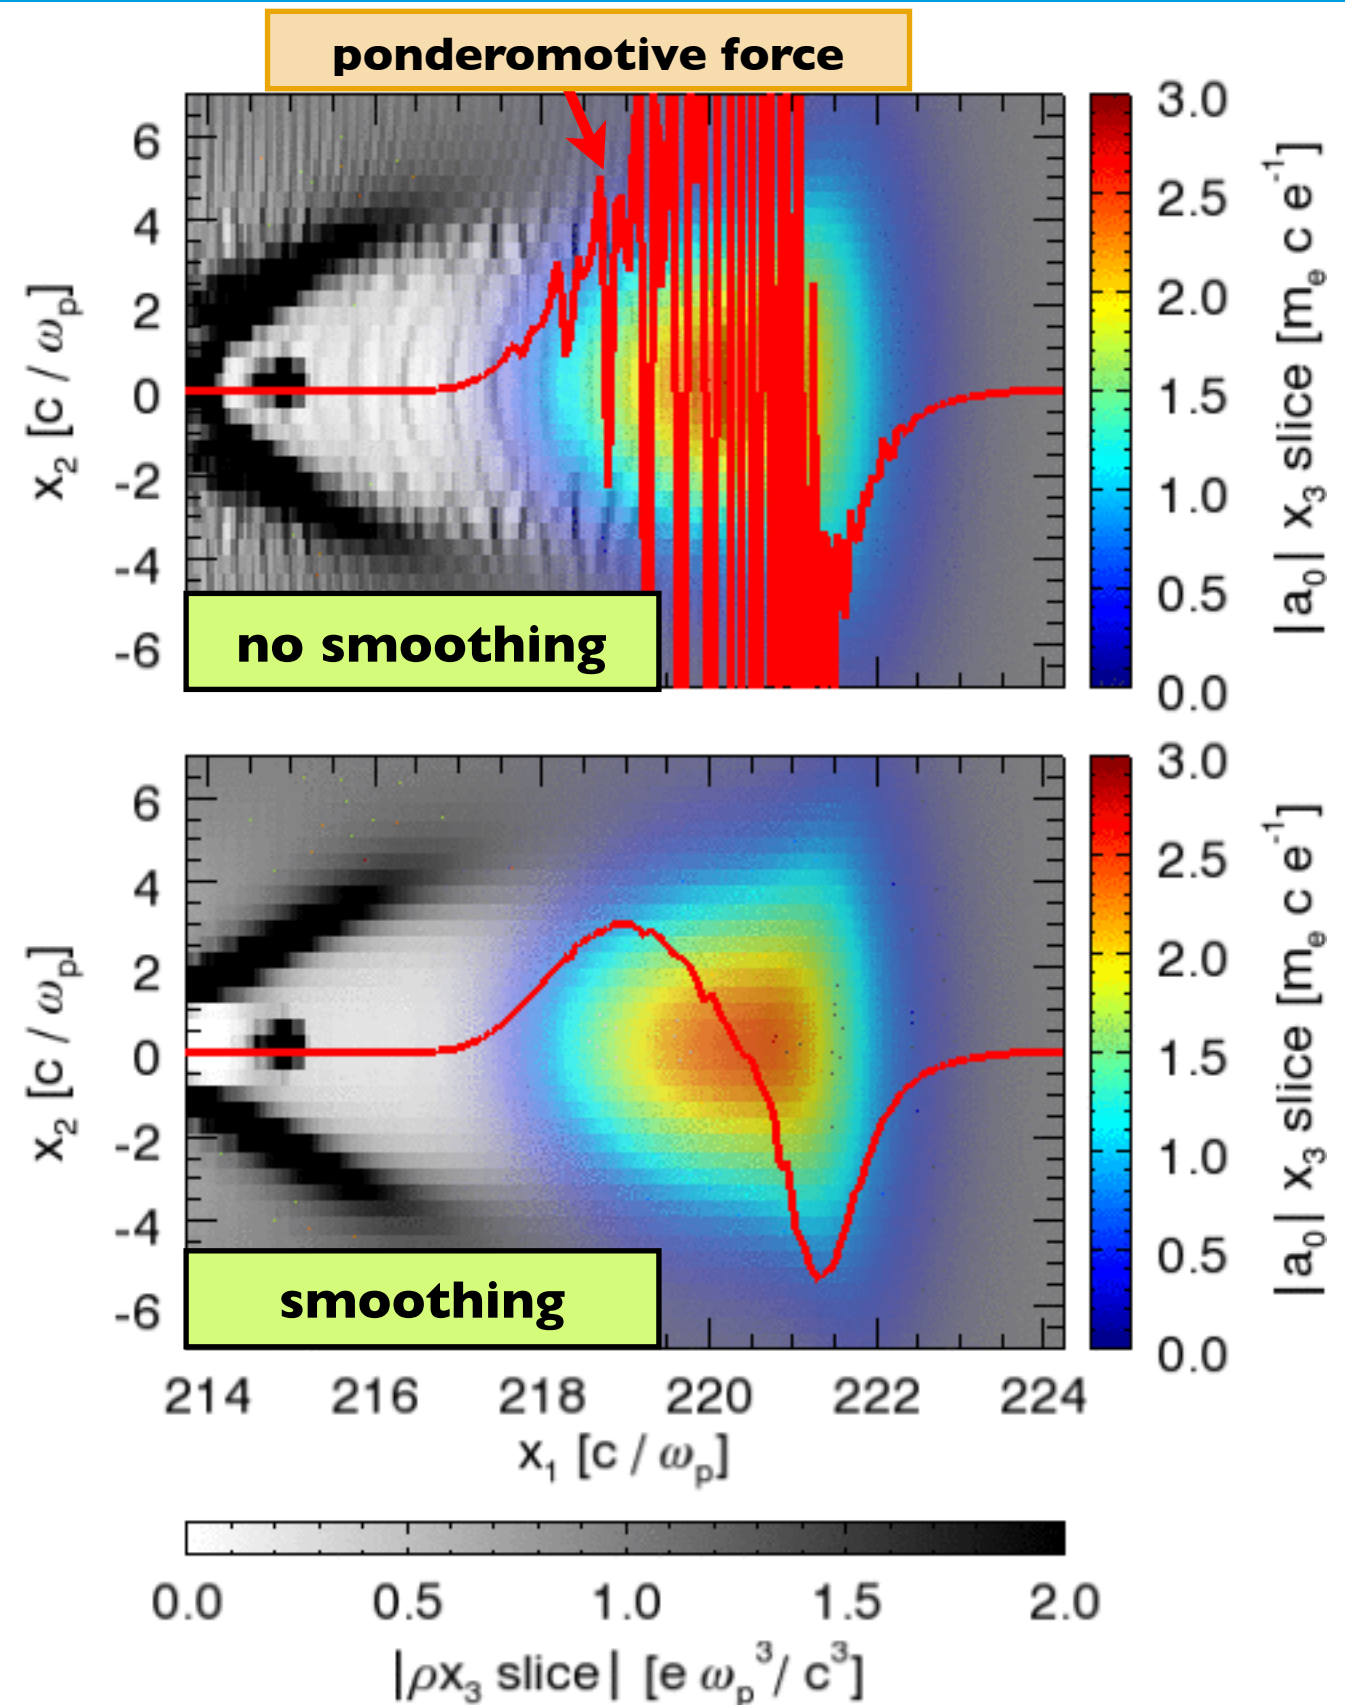 ponderomotive force
6
4
2
0
-2
-4
-6
x₂ [c / ωₚ]
no smoothing
3.0
2.5
2.0
1.5
1.0
0.5
0.0
|a₀| x₃ slice [mₑ c e⁻¹]
6
4
2
0
-2
-4
-6
x₂ [c / ωₚ]
smoothing
3.0
2.5
2.0
1.5
1.0
0.5
0.0
|a₀| x₃ slice [mₑ c e⁻¹]
214 216 218 220 222 224
x₁ [c / ωₚ]
0.0 0.5 1.0 1.5 2.0
|ρx₃ slice| [e ωₚ³/ c³]